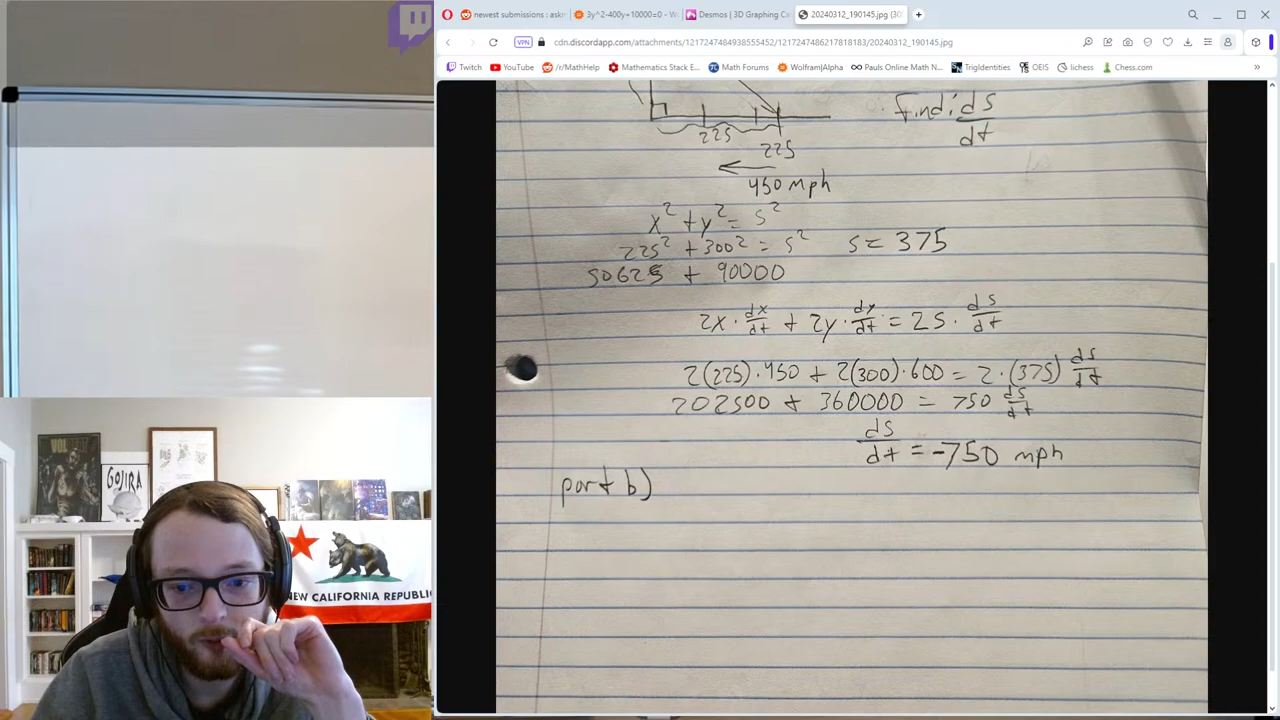 newest submissions : ask
3y^2-400y+10000=0 - W
Desmos | 3D Graphing C
20240312_190145.jpg (30
VPN
cdn.discordapp.com/attachments/1217247484938555452/1217247486217818183/20240312_190145.jpg
Twitch
YouTube
/r/MathHelp
Mathematics Stack E...
Math Forums
Wolfram|Alpha
Pauls Online Math N...
TrigIdentities
OEIS
lichess
Chess.com
225
225
450 mph
find: ds/dt
x² + y² = s²
225² + 300² = s² s = 375
50625 + 90000
2x · dx/dt + 2y · dy/dt = 2s · ds/dt
2(225)·450 + 2(300)·600 = 2·(375) ds/dt
202500 + 360000 = 750 ds/dt
ds/dt = -750 mph
part b)
GOJIRA
NEW CALIFORNIA REPUBLI